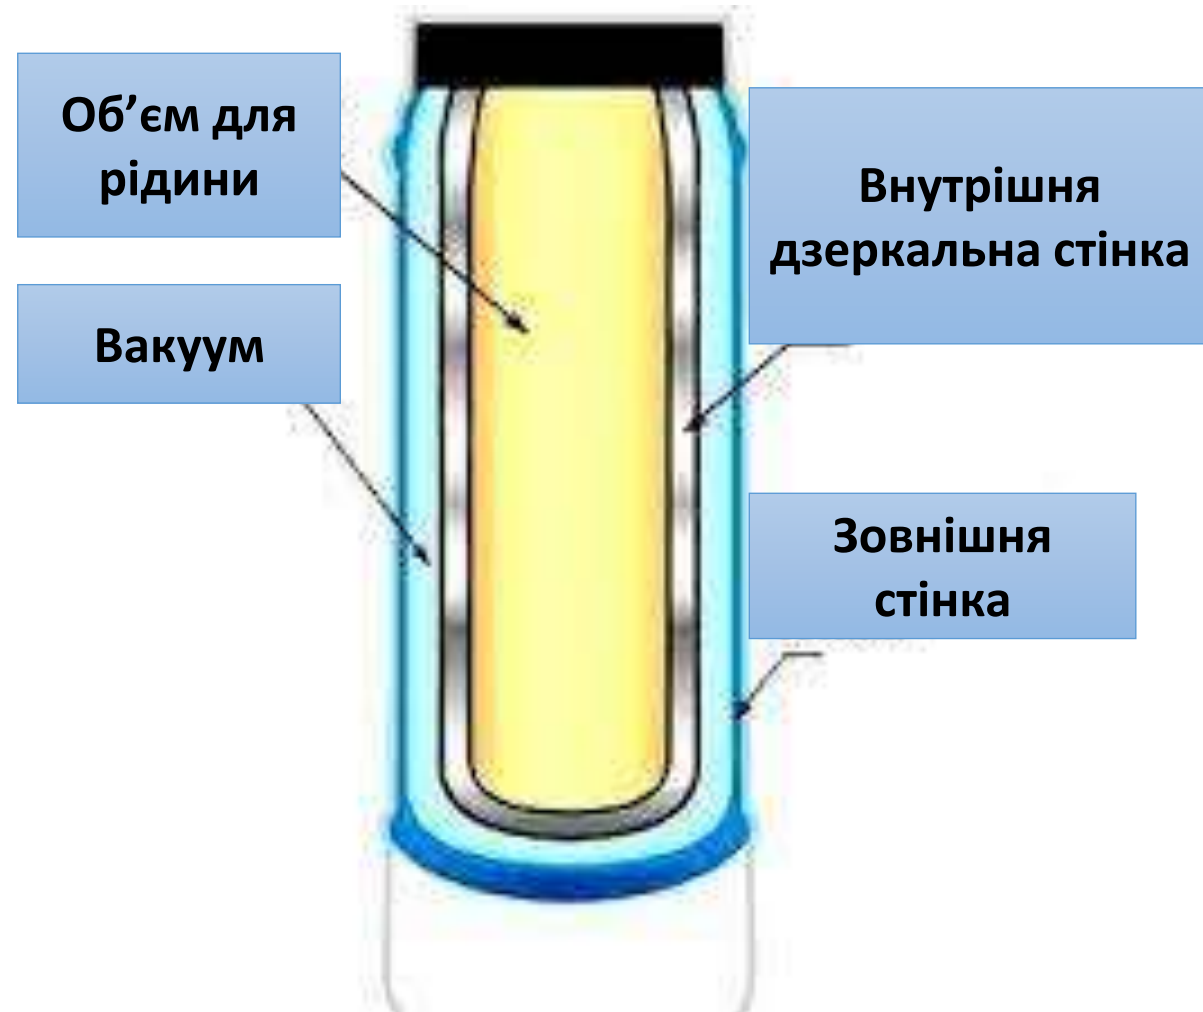 Об’єм для
рідини
Вакуум
Внутрішня
дзеркальна стінка
Зовнішня
стінка